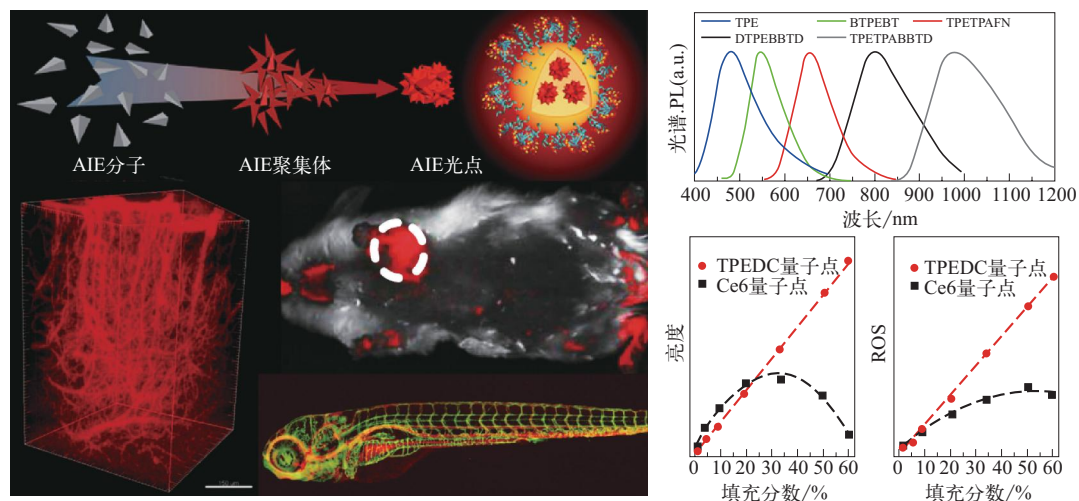 AIE分子
AIE聚集体
AIE光点
TPE
BTPEBT
TPETPAFN
DTPEBBTD
TPETPABBTD
光谱.PL(a.u.)
400 500 600 700 800 900 1000 1100 1200
波长/nm
TPEDC量子点
Ce6量子点
亮度
0 10 20 30 40 50 60
填充分数/%
TPEDC量子点
Ce6量子点
ROS
0 10 20 30 40 50 60
填充分数/%